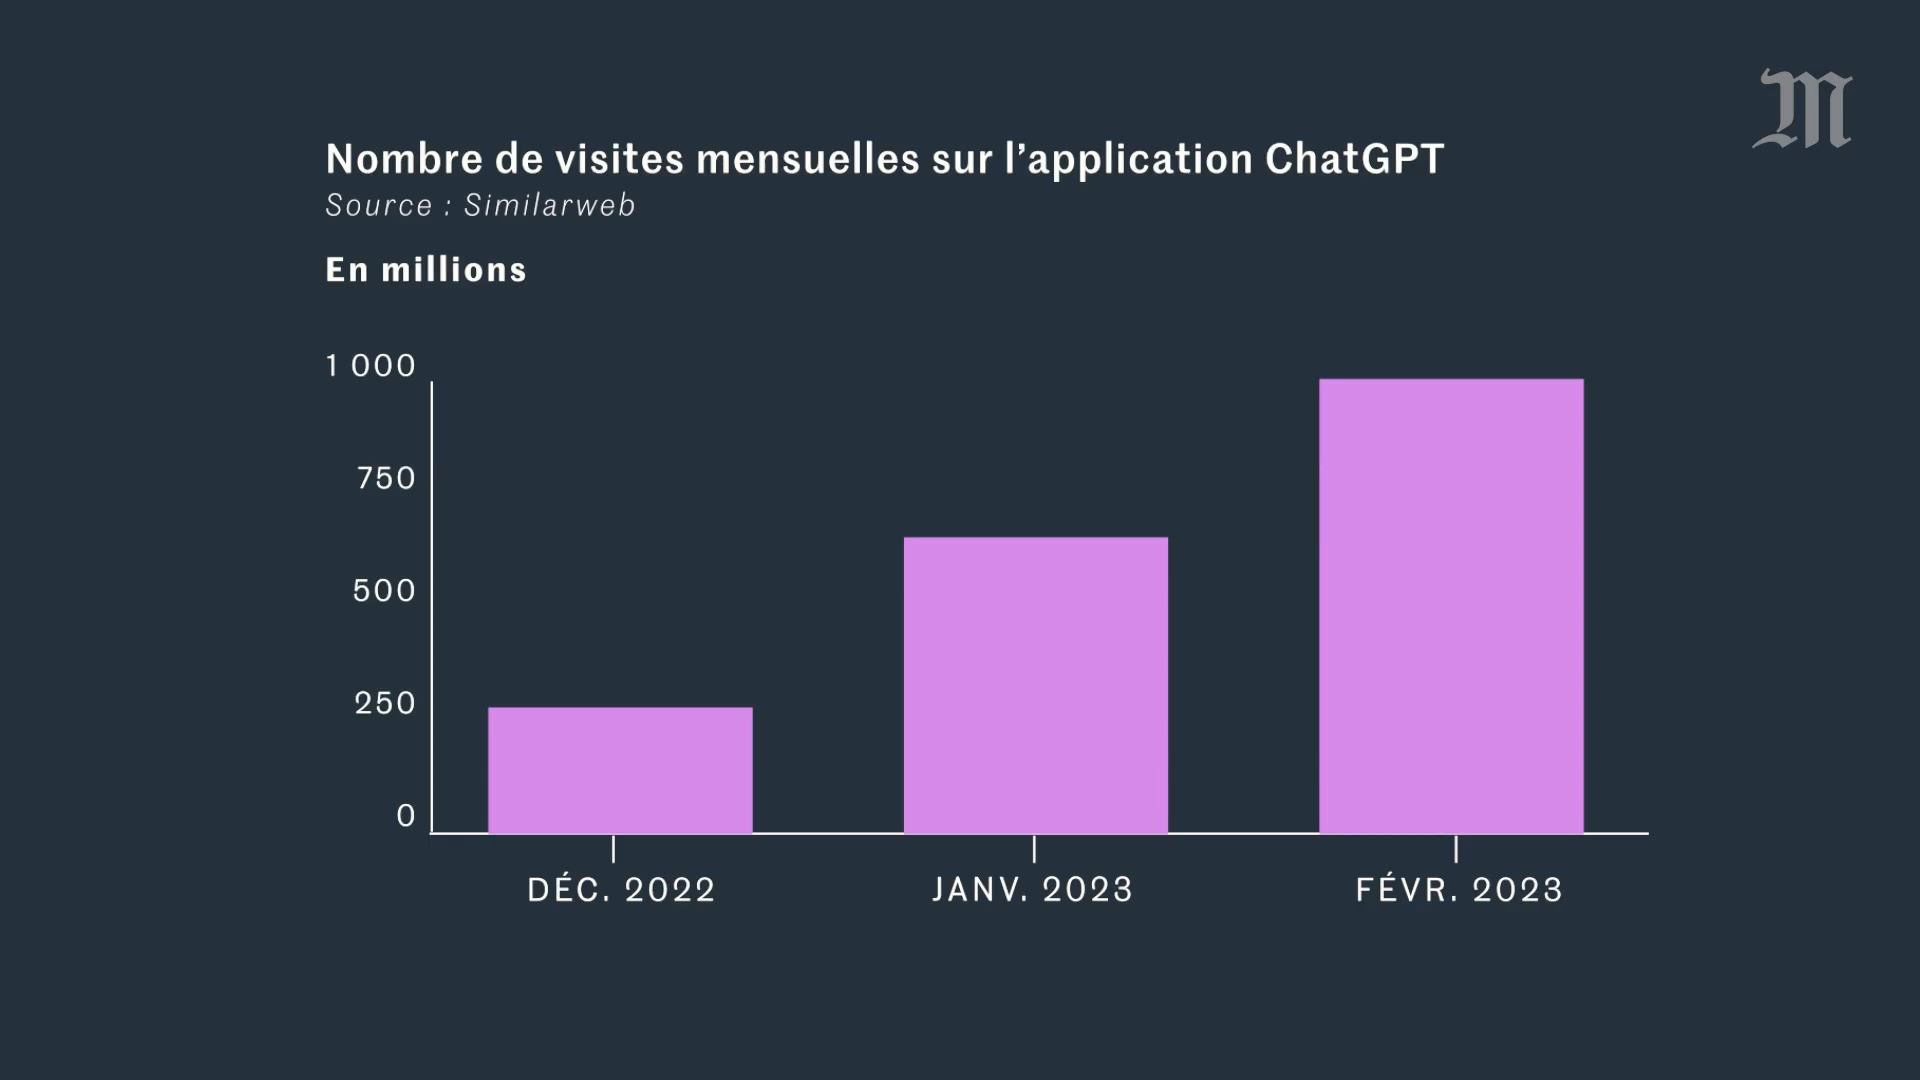 Nombre de visites mensuelles sur l’application ChatGPT
Source : Similarweb
En millions
1 000
750
500
250
0
DÉC. 2022
JANV. 2023
FÉVR. 2023
M